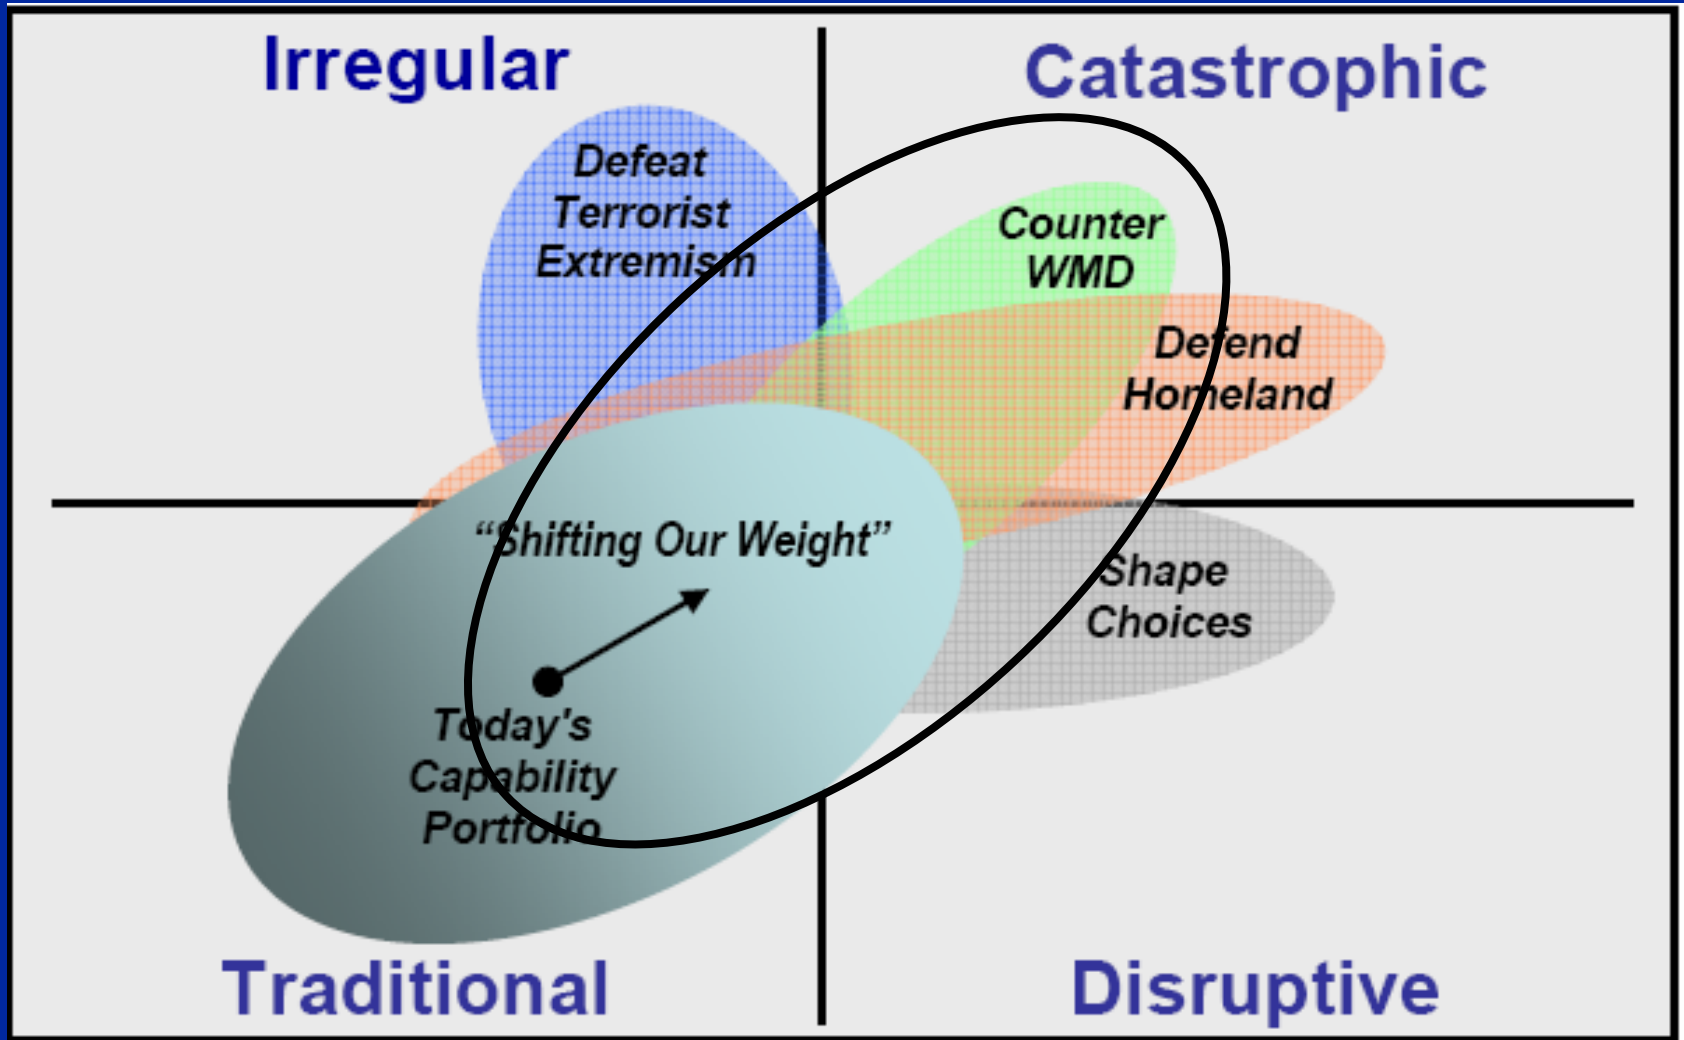 Irregular
Catastrophic
Defeat
Terrorist
Extremism
Counter
WMD
Defend
Homeland
“Shifting Our Weight”
Shape
Choices
Today's
Capability
Portfolio
Traditional
Disruptive